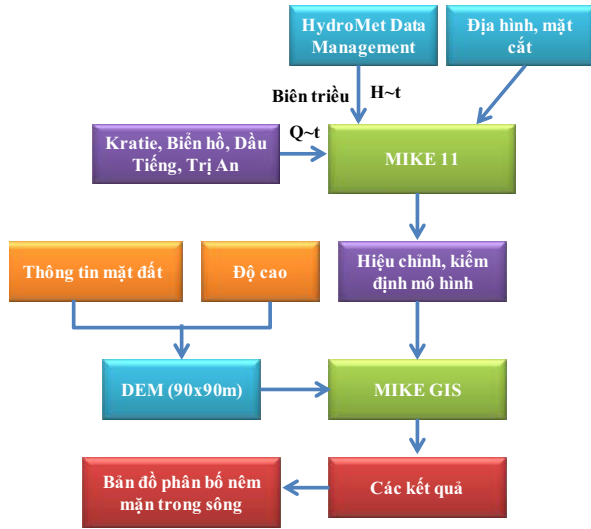 HydroMet Data
Management
Địa hình, mặt
cắt
Biên triều
H~t
Q~t
Kratie, Biển hồ, Dầu
Tiếng, Trị An
MIKE 11
Thông tin mặt đất
Độ cao
Hiệu chỉnh, kiểm
định mô hình
DEM (90x90m)
MIKE GIS
Bản đồ phân bố nêm
mặn trong sông
Các kết quả